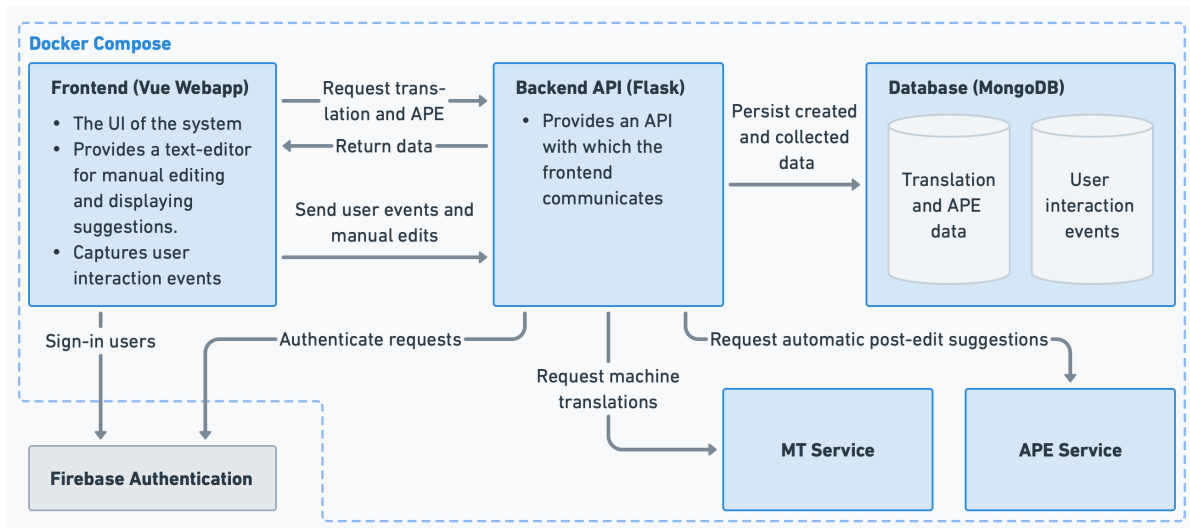 Docker Compose
Frontend (Vue Webapp)
• The UI of the system
• Provides a text-editor
for manual editing
and displaying
suggestions.
• Captures user
interaction events
Request trans-
lation and APE
Return data
Send user events and
manual edits
Backend API (Flask)
• Provides an API
with which the
frontend
communicates
Persist created
and collected
data
Database (MongoDB)
Translation
and APE
data
User
interaction
events
Sign-in users
Authenticate requests
Request machine
translations
Request automatic post-edit suggestions
Firebase Authentication
MT Service
APE Service